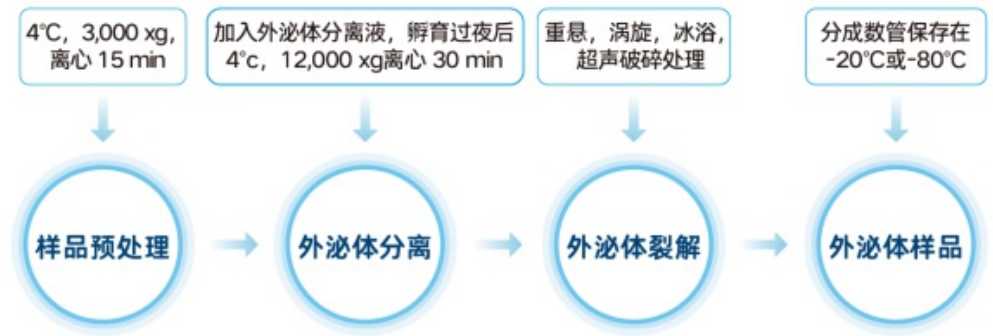 4℃，3,000 xg，
离心 15 min
加入外泌体分离液，孵育过夜后
4℃，12,000 xg离心 30 min
重悬，涡旋，冰浴，
超声破碎处理
分成数管保存在
-20℃或-80℃
样品预处理
外泌体分离
外泌体裂解
外泌体样品